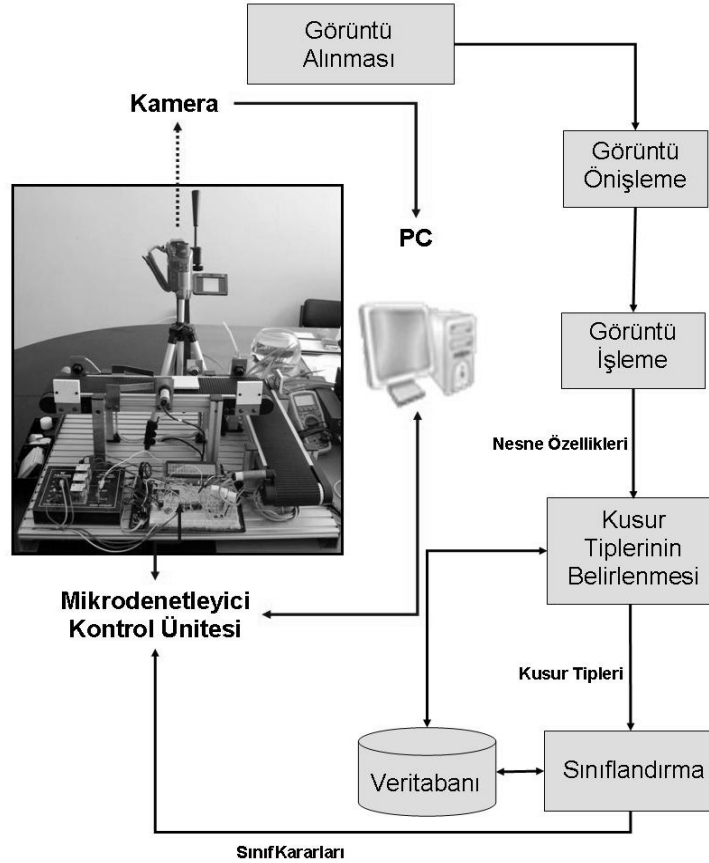 Görüntü
Alınması
Kamera
Görüntü
Önişleme
PC
Görüntü
İşleme
Nesne Özellikleri
Kusur
Tiplerinin
Belirlenmesi
Mikrodenetleyici
Kontrol Ünitesi
Kusur Tipleri
Veritabanı
Sınıflandırma
Sınıf Kararları